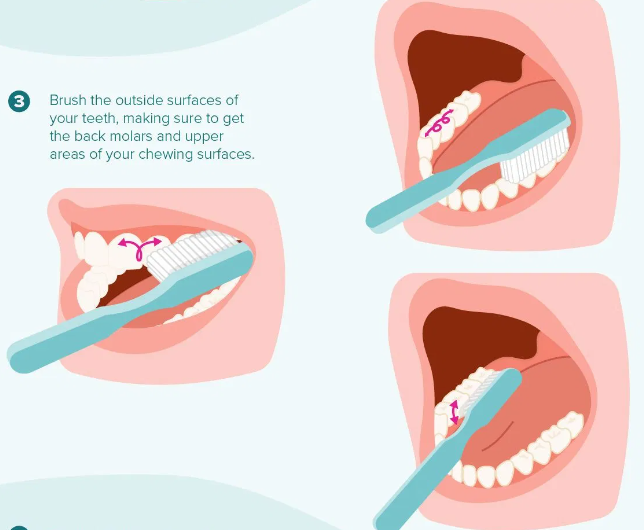 3
Brush the outside surfaces of
your teeth, making sure to get
the back molars and upper
areas of your chewing surfaces.